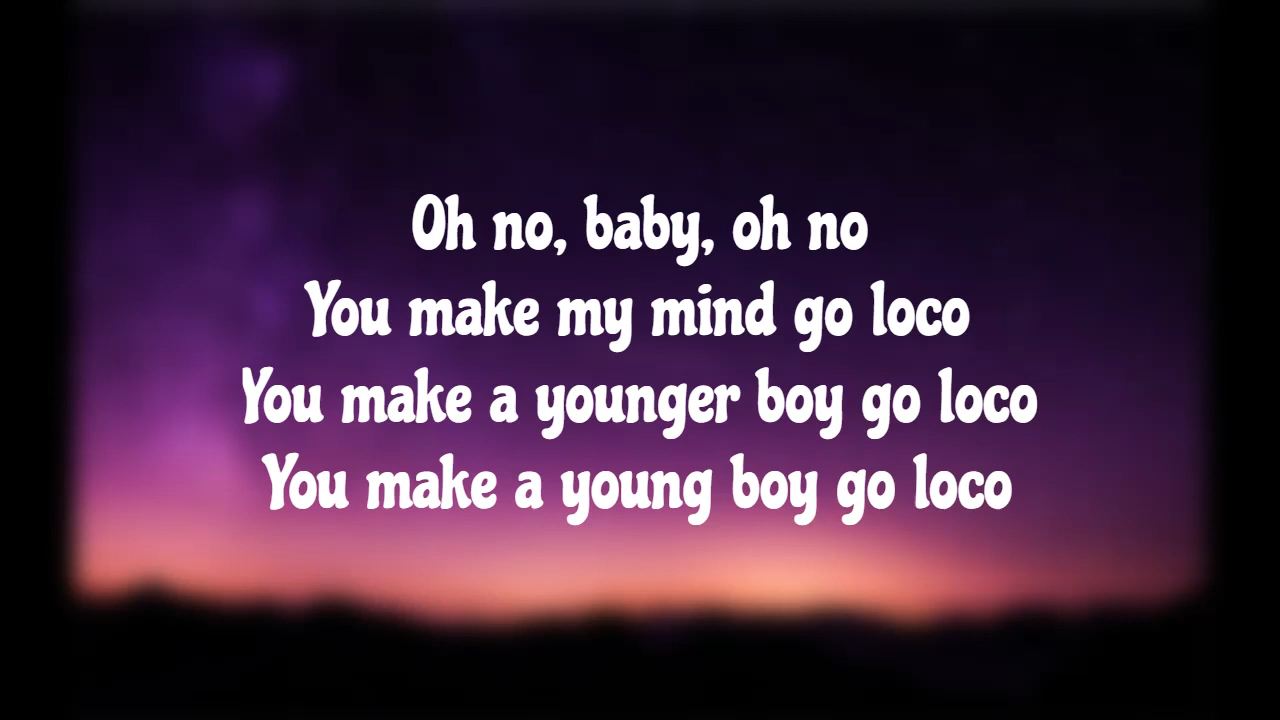 Oh no, baby, oh no
You make my mind go loco
You make a younger boy go loco
You make a young boy go loco